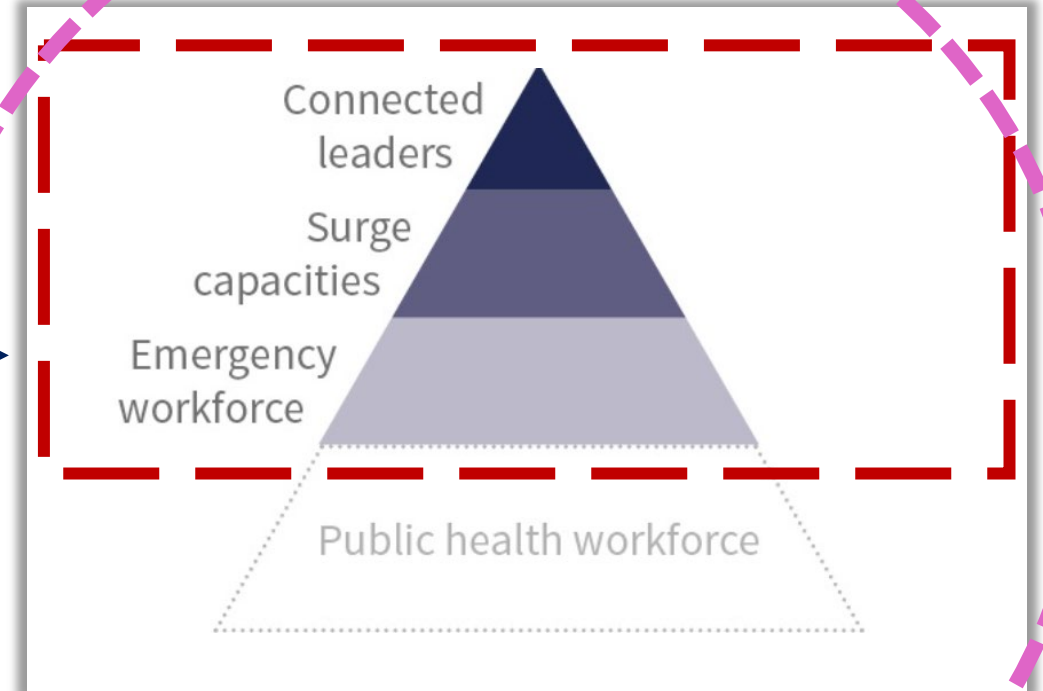 Connected
leaders
Surge
capacities
Emergency
workforce
Public health workforce